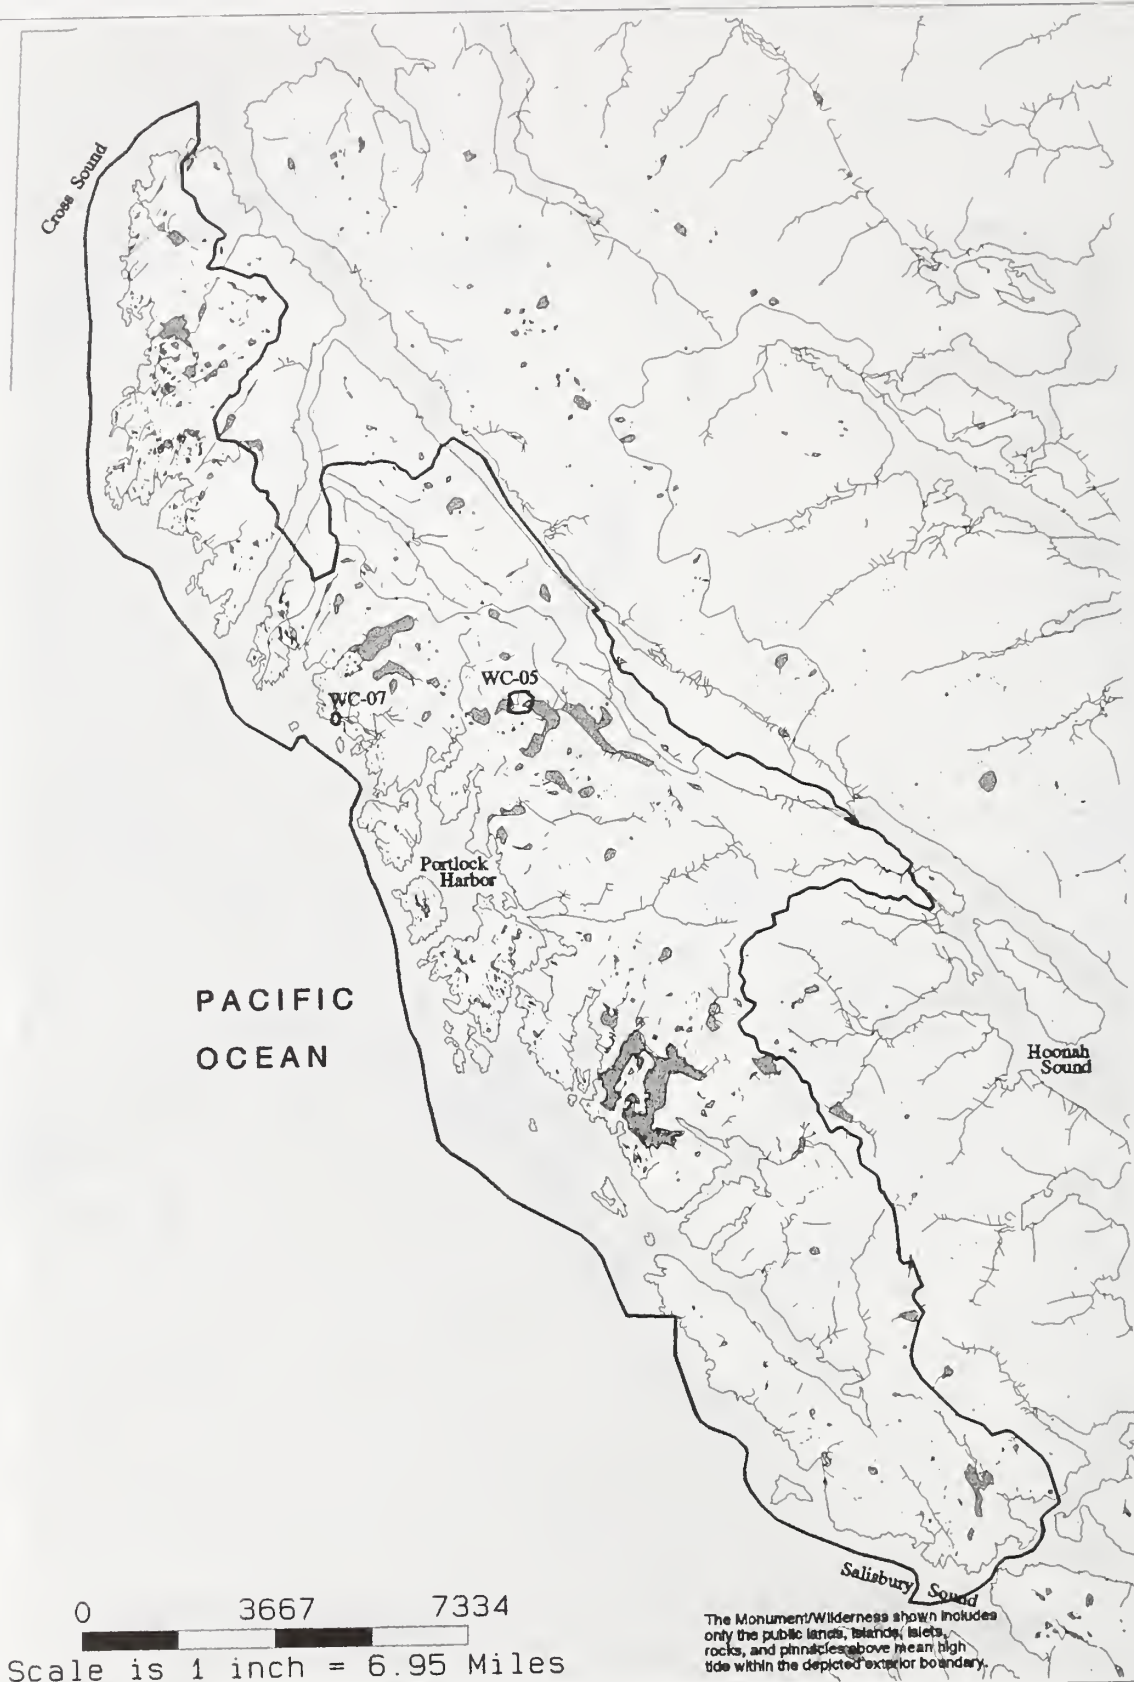 Cross Sound
WC-05
WC-07
Portlock
Harbor
PACIFIC
OCEAN
Hoonah
Sound
Salisbury Sound
0 3667 7334
Scale is 1 inch = 6.95 Miles
The Monument/Wilderness shown includes
only the public lands, islands, islets,
rocks, and pinnacles above mean high
tide within the depicted exterior boundary.